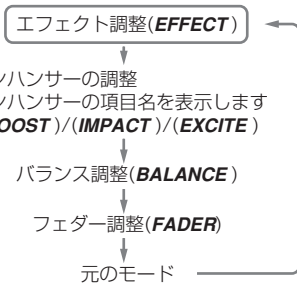 エフェクト調整(EFFECT)
ンハンサーの調整
ンハンサーの項目名を表示します
OOST)/(IMPACT)/(EXCITE)
バランス調整(BALANCE)
フェダー調整(FADER)
元のモード